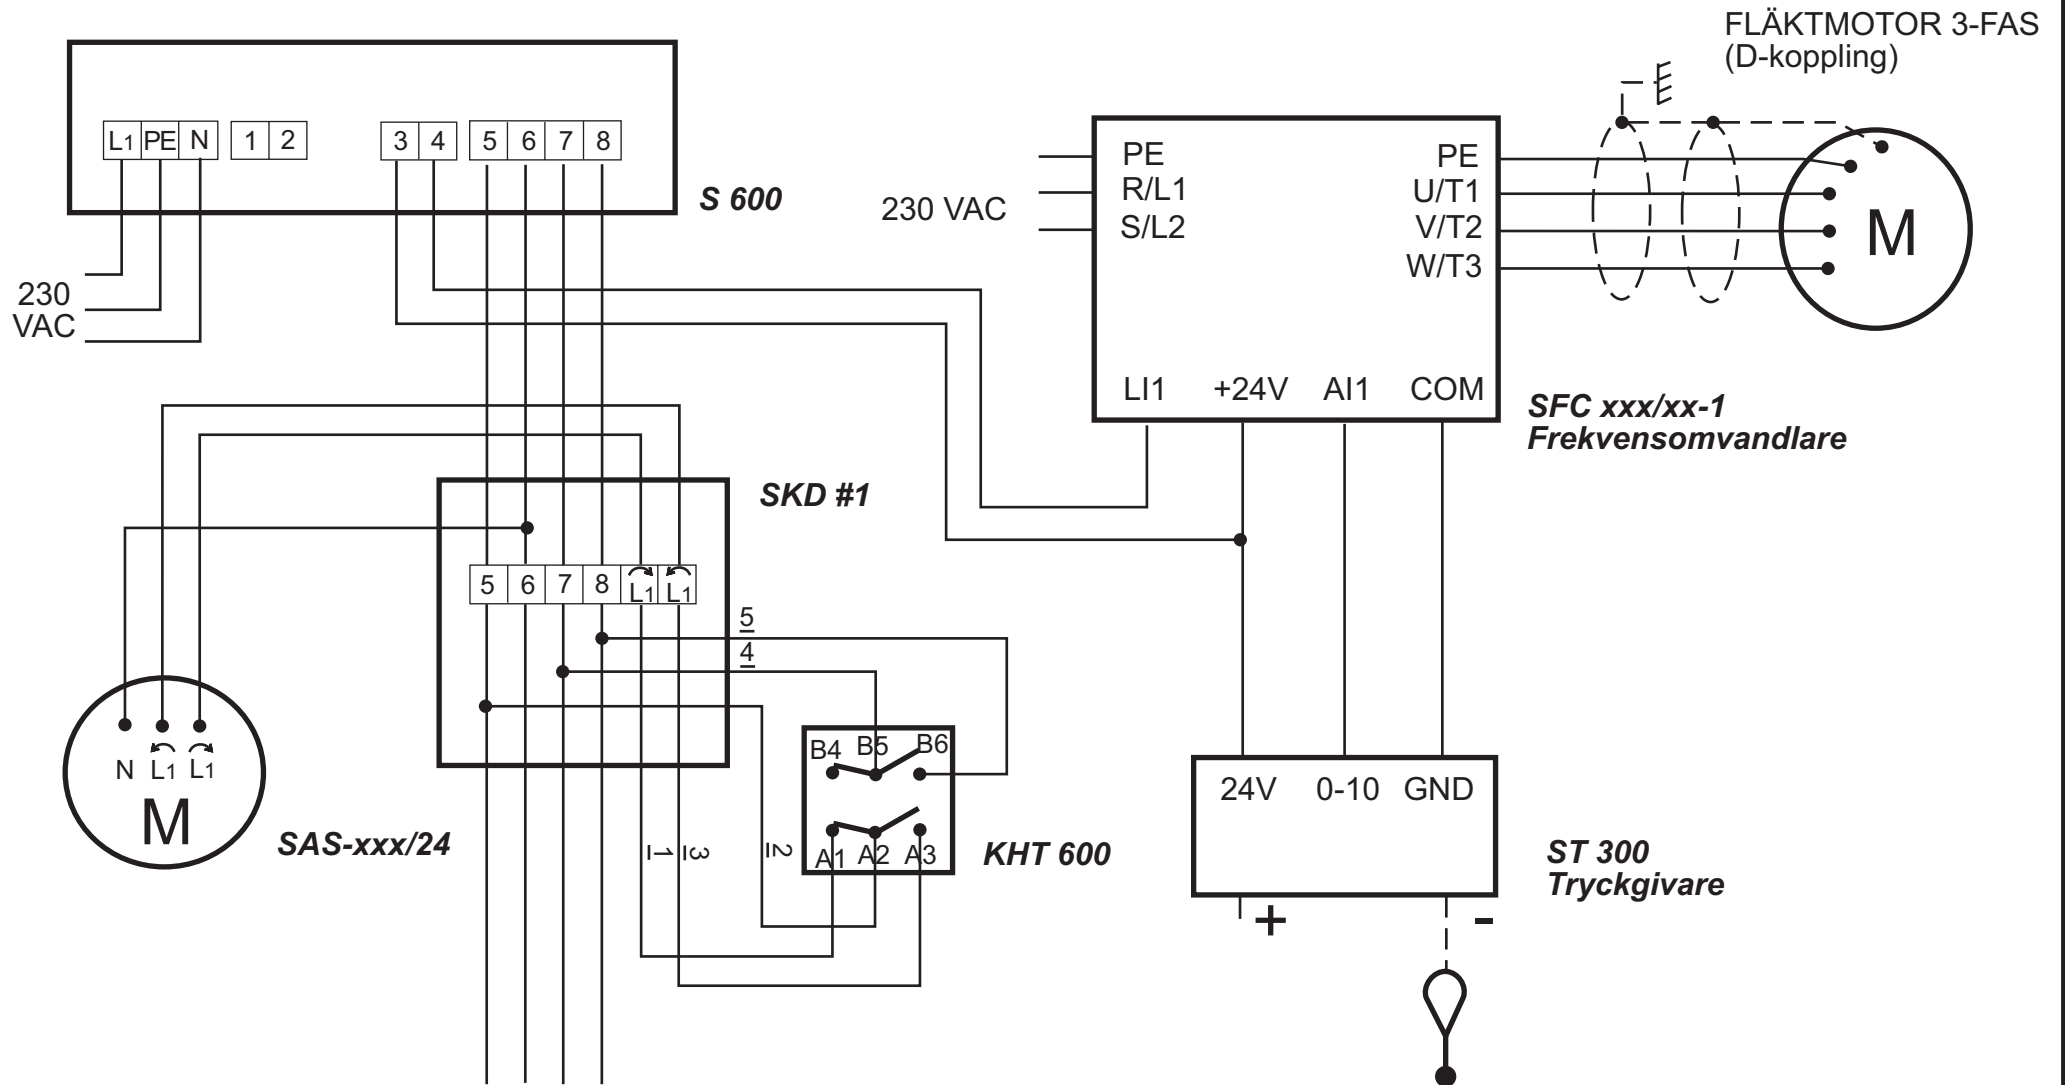 FLÄKTMOTOR 3-FAS
(D-koppling)
L1 PE N 1 2 3 4 5 6 7 8
S 600
230
VAC
230 VAC
PE
R/L1
S/L2
PE
U/T1
V/T2
W/T3
M
LI1 +24V AI1 COM
SFC xxx/xx-1
Frekvensomvandlare
SKD #1
5 6 7 8 L1 L1
5
4
N L1 L1
M
SAS-xxx/24
1 3 2
B4 B5 B6
A1 A2 A3
KHT 600
24V 0-10 GND
ST 300
Tryckgivare
+ -